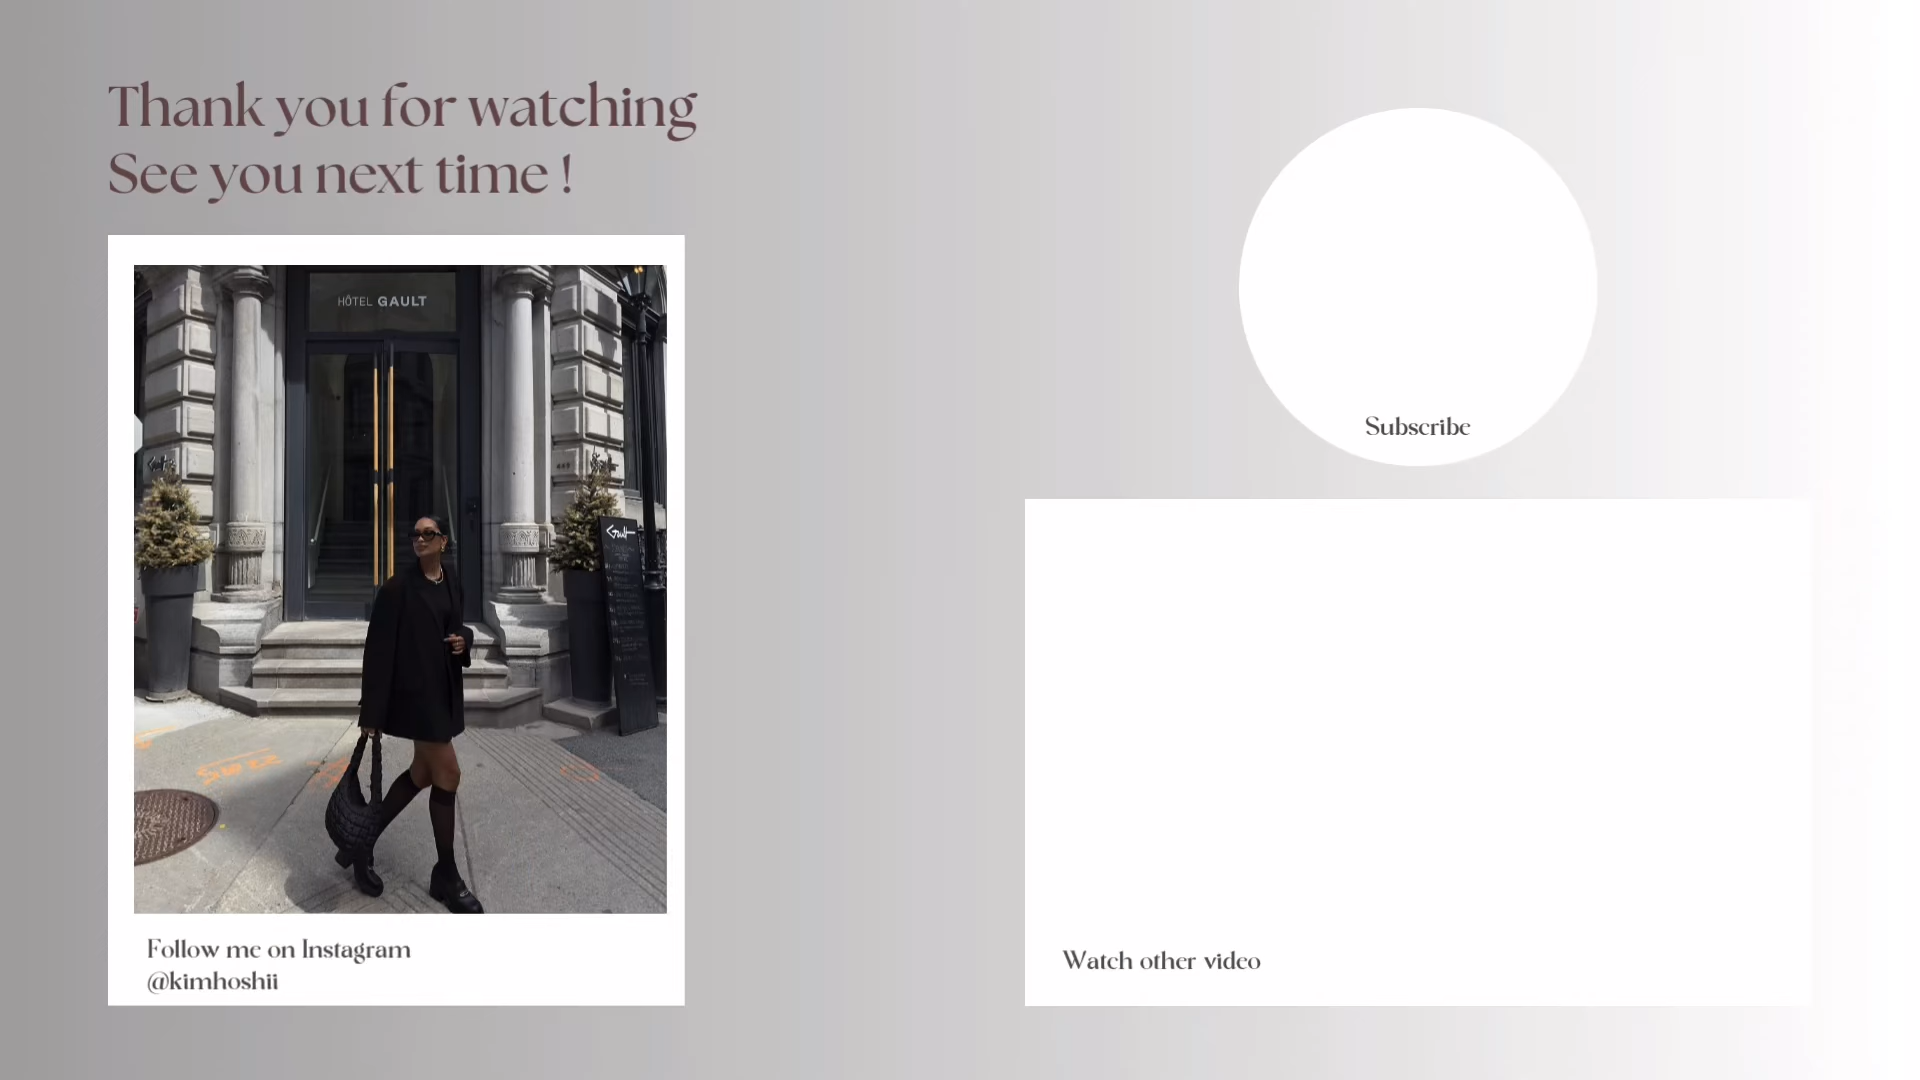 Thank you for watching
See you next time !
HÔTEL GAULT
Gault
Follow me on Instagram
@kimhoshii
Subscribe
Watch other video